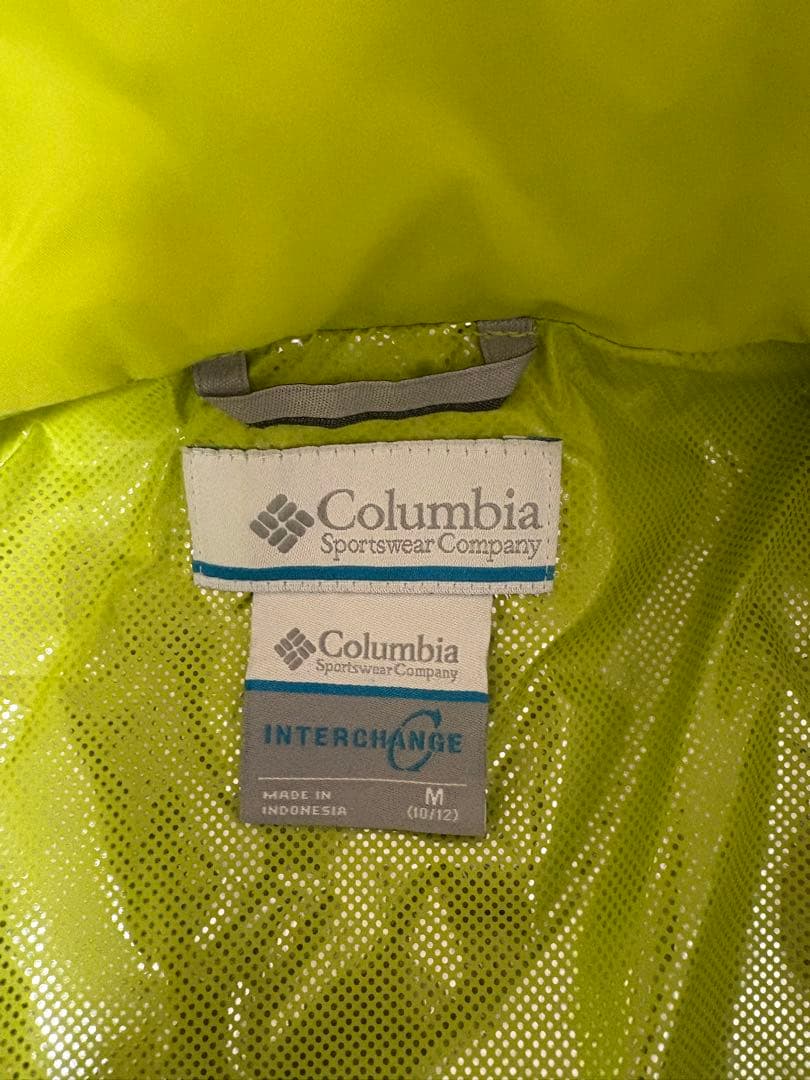 Columbia
Sportswear Company
Columbia
Sportswear Company
INTERCHANGE
MADE IN
INDONESIA
M
(10/12)